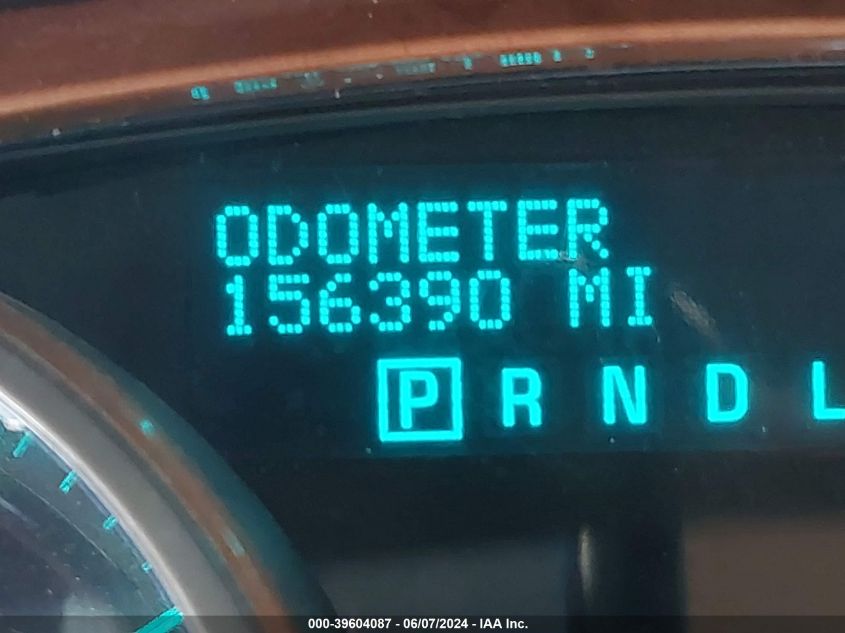 ODOMETER
156390 MI
P R N D L
000-39604087 - 06/07/2024 - IAA Inc.